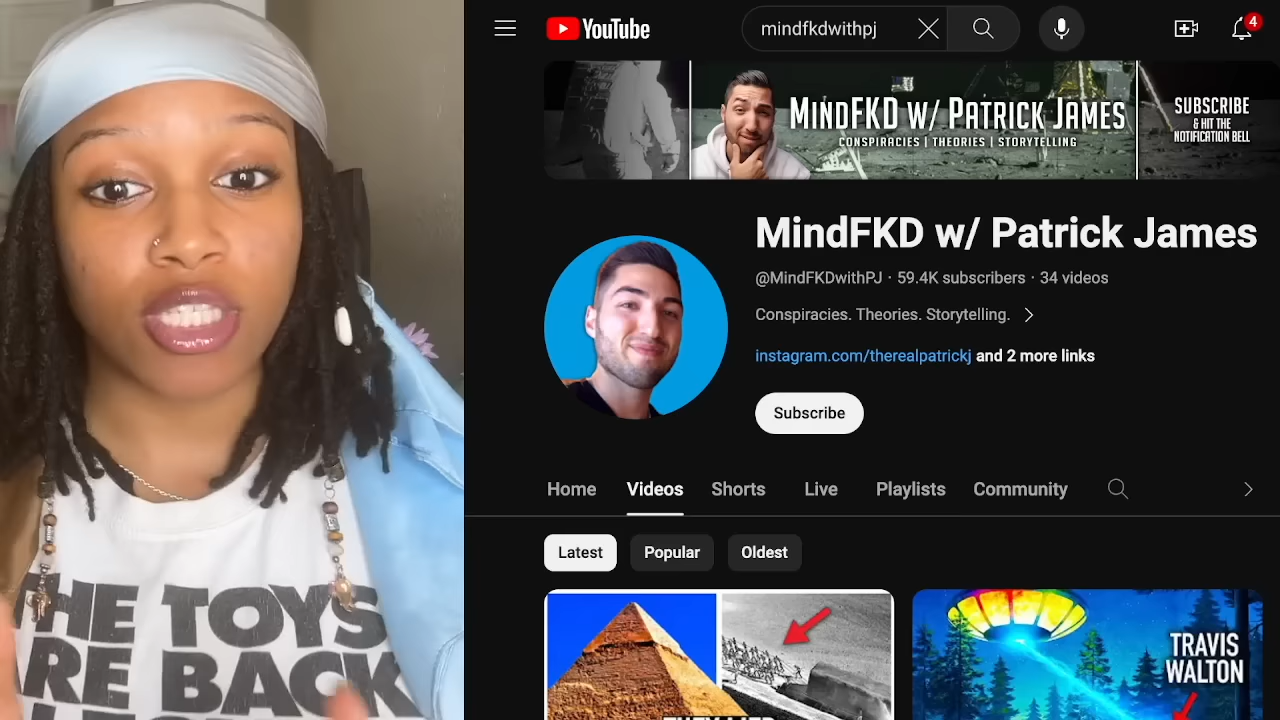 THE TOYS
RE BACK
YouTube
mindfkdwithpj
4
MINDFKD W/ PATRICK JAMES
CONSPIRACIES | THEORIES | STORYTELLING
SUBSCRIBE
& HIT THE
NOTIFICATION BELL
MindFKD w/ Patrick James
@MindFKDwithPJ · 59.4K subscribers · 34 videos
Conspiracies. Theories. Storytelling.
instagram.com/therealpatrickj and 2 more links
Subscribe
Home Videos Shorts Live Playlists Community
Latest Popular Oldest
TRAVIS
WALTON